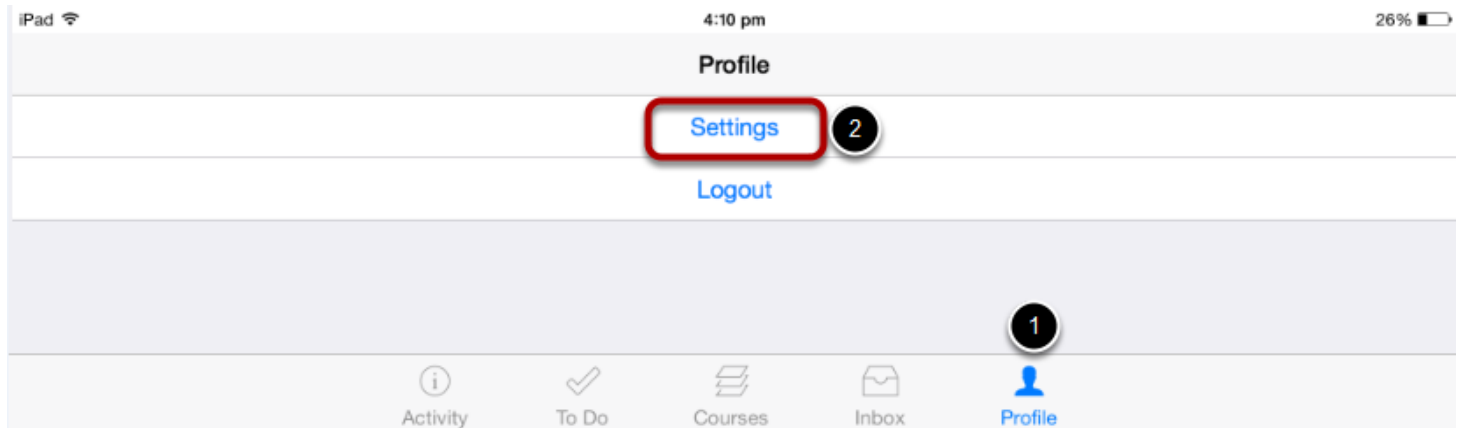 iPad 4:10 pm 26%
Profile
Settings 2
Logout
1
Activity To Do Courses Inbox Profile